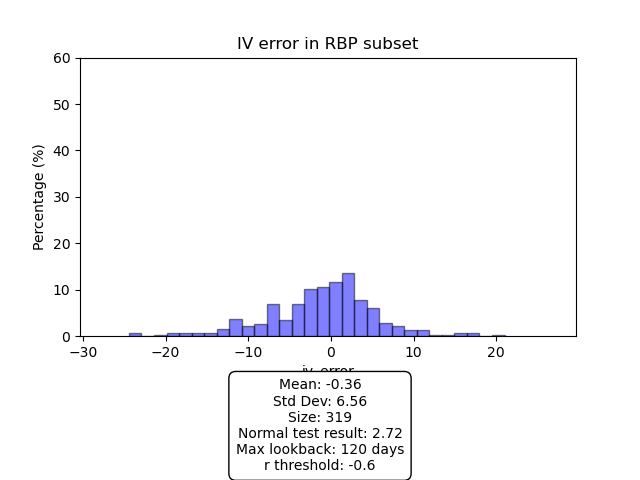 IV error in RBP subset
60
50
40
30
20
10
0
Percentage (%)
−30
−20
−10
0
10
20
iv_error
Mean: -0.36
Std Dev: 6.56
Size: 319
Normal test result: 2.72
Max lookback: 120 days
r threshold: -0.6